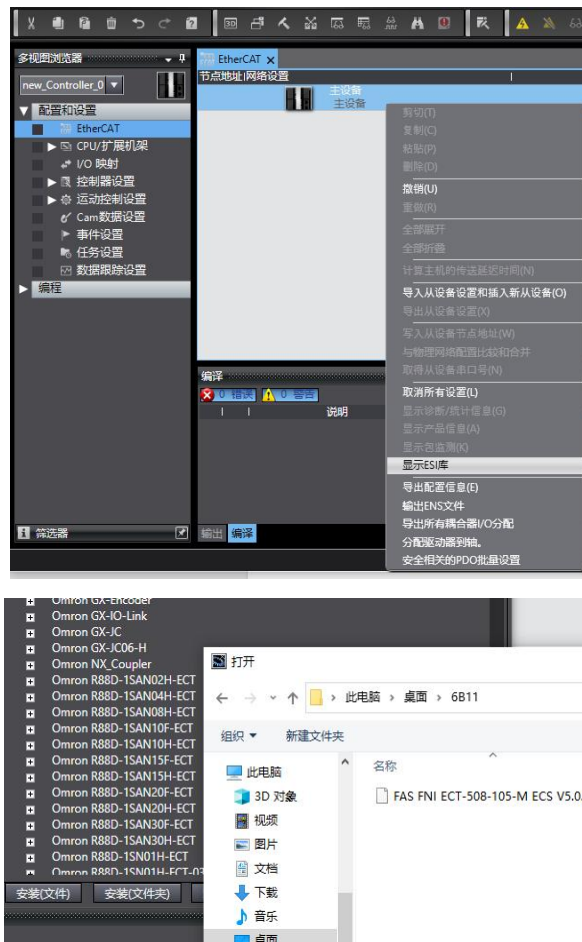 多视图浏览器
new_Controller_0
配置和设置
EtherCAT
CPU/扩展机架
I/O 映射
控制器设置
运动控制设置
Cam数据设置
事件设置
任务设置
数据跟踪设置
编程
筛选器
EtherCAT
节点地址|网络设置
主设备
主设备
剪切(T)
复制(C)
粘贴(P)
删除(D)
撤销(U)
重做(R)
全部展开
全部折叠
计算主机的传送延迟时间(N)
导入从设备设置和插入新从设备(O)
导出从设备设置(X)
写入从设备节点地址(W)
与物理网络配置比较和合并
取得从设备串口号(N)
取消所有设置(L)
显示诊断/统计信息(G)
显示产品信息(A)
显示包监测(K)
显示ESI库
导出配置信息(E)
输出ENS文件
导出所有耦合器I/O分配
分配驱动器到轴。
安全相关的PDO批量设置
编译
0 错误
0 警告
说明
输出 编译
Omron GX-Encoder
Omron GX-IO-Link
Omron GX-JC
Omron GX-JC06-H
Omron NX_Coupler
Omron R88D-1SAN02H-ECT
Omron R88D-1SAN04H-ECT
Omron R88D-1SAN08H-ECT
Omron R88D-1SAN10F-ECT
Omron R88D-1SAN10H-ECT
Omron R88D-1SAN15F-ECT
Omron R88D-1SAN15H-ECT
Omron R88D-1SAN20F-ECT
Omron R88D-1SAN20H-ECT
Omron R88D-1SAN30F-ECT
Omron R88D-1SAN30H-ECT
Omron R88D-1SN01H-ECT
Omron R88D-1SN01H-ECT-03
安装(文件)
安装(文件夹)
打开
此电脑 › 桌面 › 6B11
组织
新建文件夹
此电脑
3D 对象
视频
图片
文档
下载
音乐
桌面
名称
FAS FNI ECT-508-105-M ECS V5.0.